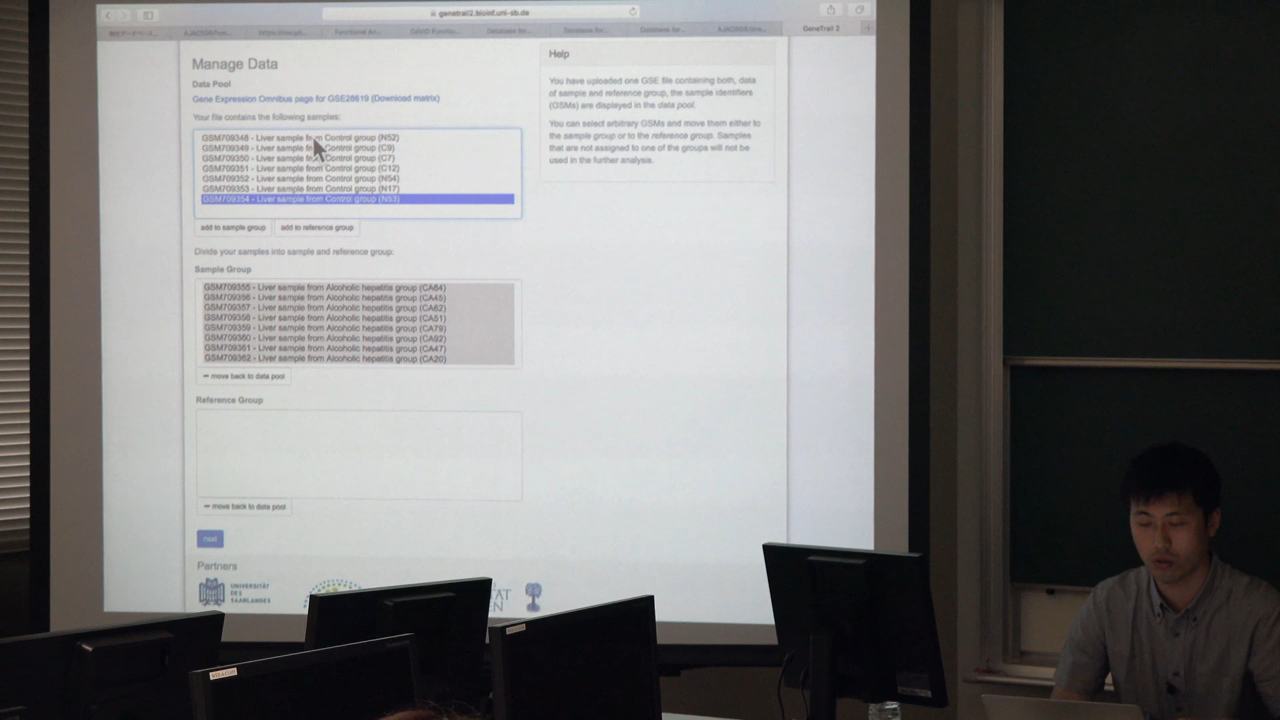 genetrail2.bioinf.uni-sb.de
GeneTrail 2
Manage Data
Data Pool
Gene Expression Omnibus page for GSE28619 (Download matrix)
Your file contains the following samples:
GSM709348 - Liver sample from Control group (N52)
GSM709349 - Liver sample from Control group (C9)
GSM709350 - Liver sample from Control group (C7)
GSM709351 - Liver sample from Control group (C12)
GSM709352 - Liver sample from Control group (N54)
GSM709353 - Liver sample from Control group (N17)
GSM709354 - Liver sample from Control group (N53)
add to sample group add to reference group
Divide your samples into sample and reference group:
Sample Group
GSM709355 - Liver sample from Alcoholic hepatitis group (CA64)
GSM709356 - Liver sample from Alcoholic hepatitis group (CA45)
GSM709357 - Liver sample from Alcoholic hepatitis group (CA62)
GSM709358 - Liver sample from Alcoholic hepatitis group (CA51)
GSM709359 - Liver sample from Alcoholic hepatitis group (CA79)
GSM709360 - Liver sample from Alcoholic hepatitis group (CA92)
GSM709361 - Liver sample from Alcoholic hepatitis group (CA47)
GSM709362 - Liver sample from Alcoholic hepatitis group (CA20)
move back to data pool
Reference Group
move back to data pool
next
Partners
UNIVERSITÄT
DES
SAARLANDES
Help
You have uploaded one GSE file containing both, data
of sample and reference group, the sample identifiers
(GSMs) are displayed in the data pool.
You can select arbitrary GSMs and move them either to
the sample group or to the reference group. Samples
that are not assigned to one of the groups will not be
used in the further analysis.